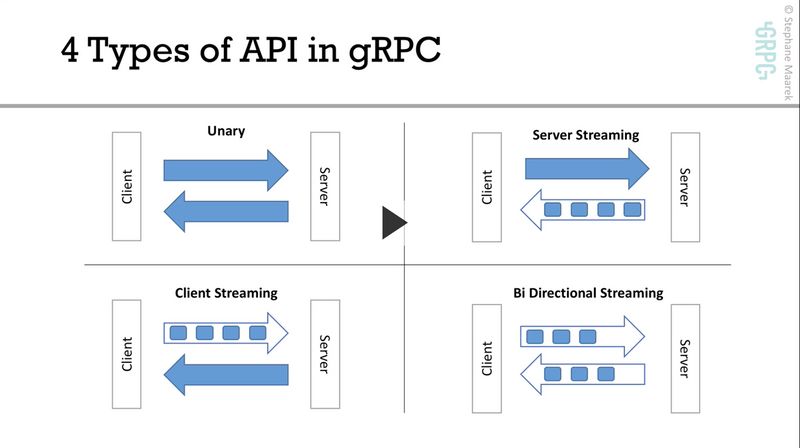 4 Types of API in gRPC
gRPC
© Stephane Maarek
Unary
Client
Server
Server Streaming
Client
Server
Client Streaming
Client
Server
Bi Directional Streaming
Client
Server